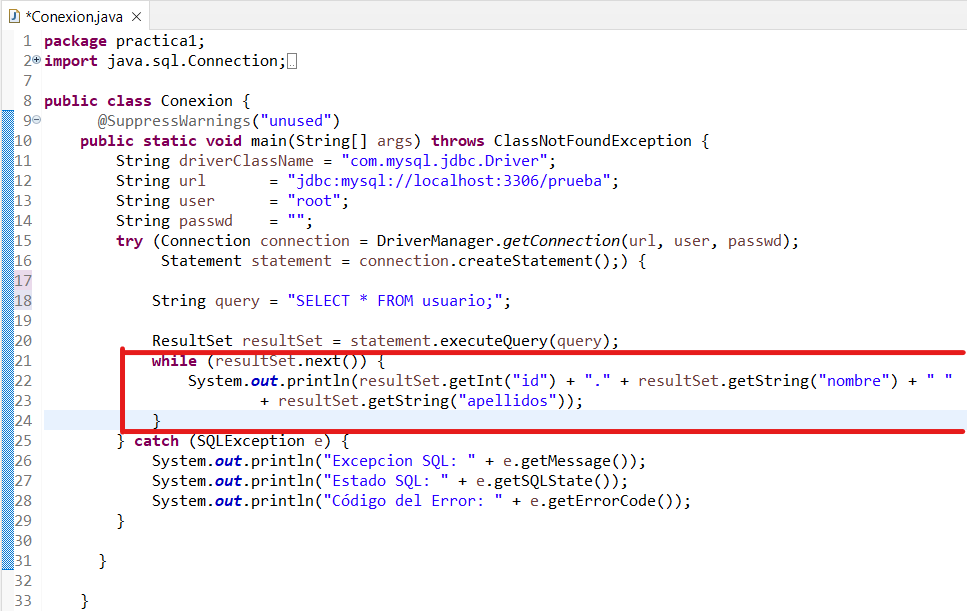 *Conexion.java
1 package practica1;
2 import java.sql.Connection;
7
8 public class Conexion {
9 @SuppressWarnings("unused")
10 public static void main(String[] args) throws ClassNotFoundException {
11 String driverClassName = "com.mysql.jdbc.Driver";
12 String url = "jdbc:mysql://localhost:3306/prueba";
13 String user = "root";
14 String passwd = "";
15 try (Connection connection = DriverManager.getConnection(url, user, passwd);
16 Statement statement = connection.createStatement();) {
17
18 String query = "SELECT * FROM usuario;";
19
20 ResultSet resultSet = statement.executeQuery(query);
21 while (resultSet.next()) {
22 System.out.println(resultSet.getInt("id") + "." + resultSet.getString("nombre") + " "
23 + resultSet.getString("apellidos"));
24 }
25 } catch (SQLException e) {
26 System.out.println("Excepcion SQL: " + e.getMessage());
27 System.out.println("Estado SQL: " + e.getSQLState());
28 System.out.println("Código del Error: " + e.getErrorCode());
29 }
30
31 }
32
33 }